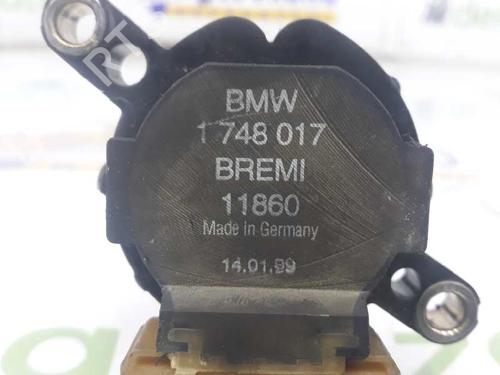 BMW
1 748 017
BREMI
11860
Made in Germany
14.01.99